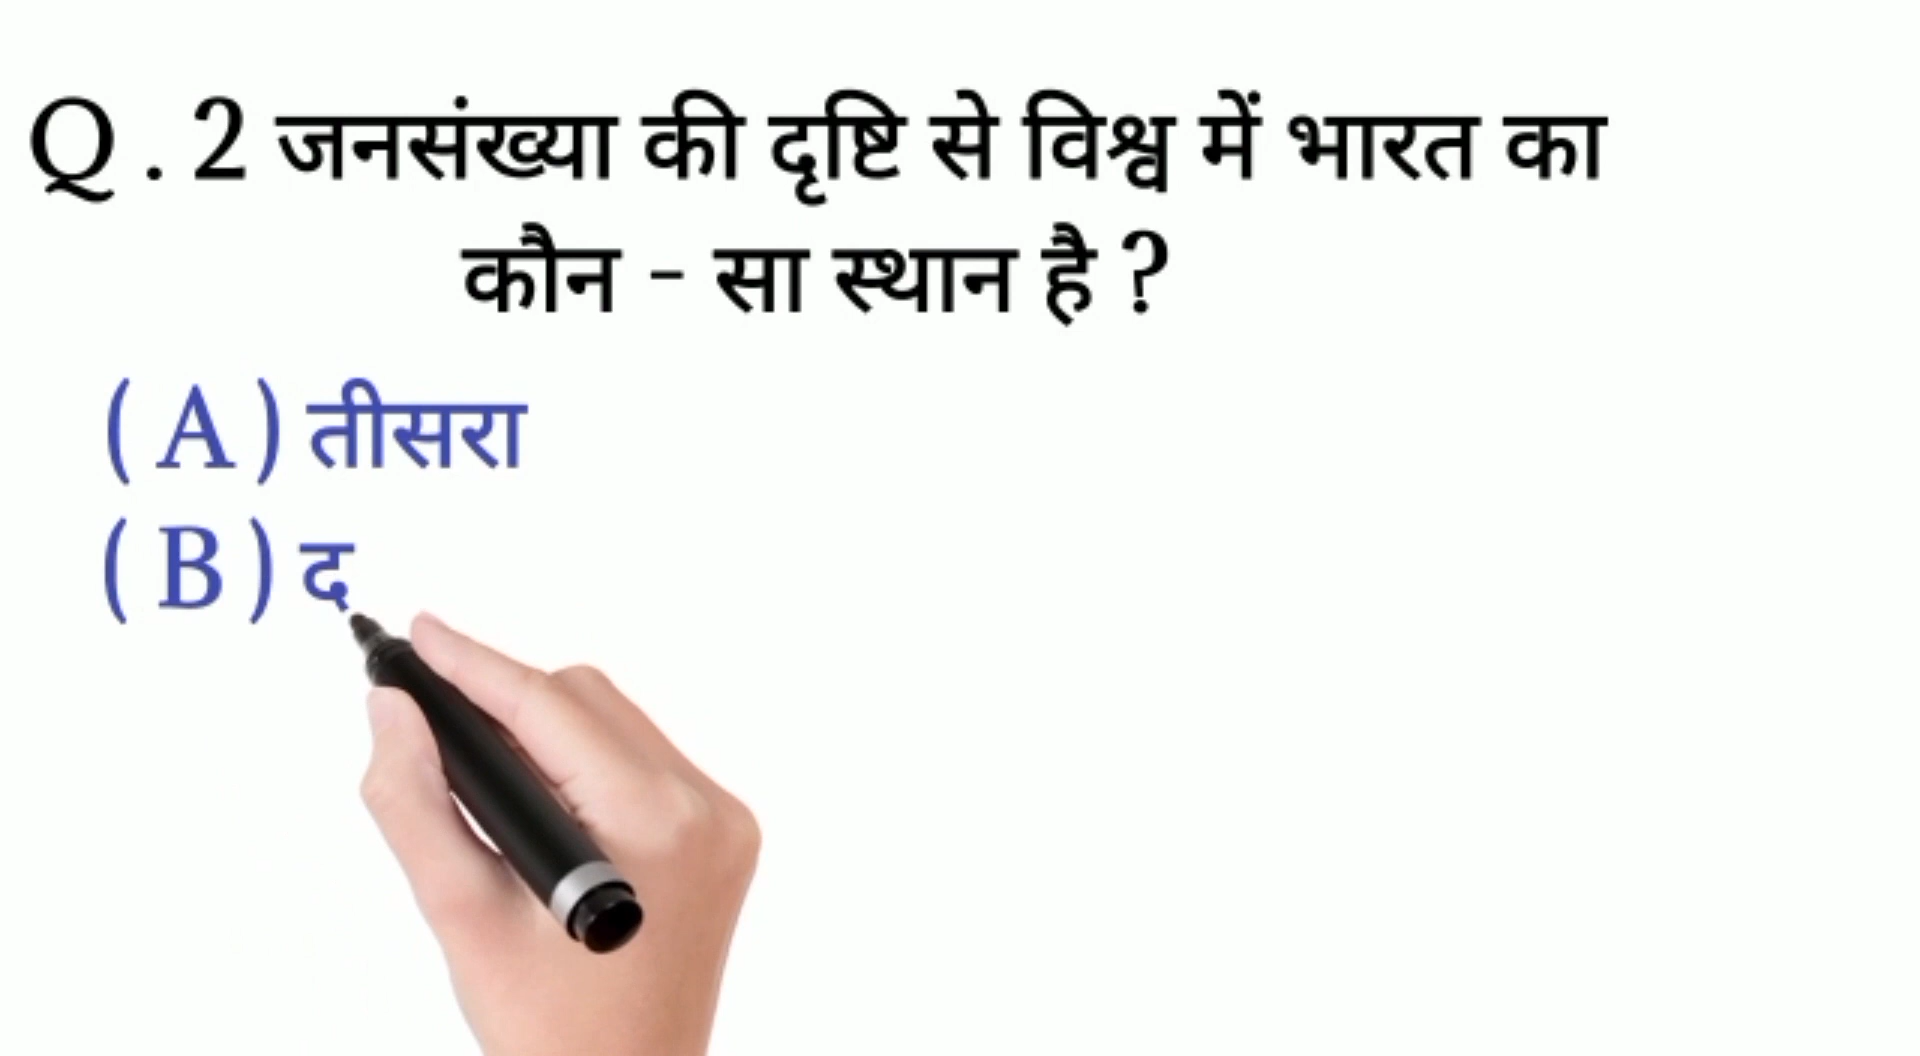 Q . 2 जनसंख्या की दृष्टि से विश्व में भारत का
कौन - सा स्थान है ?
( A ) तीसरा
( B ) द